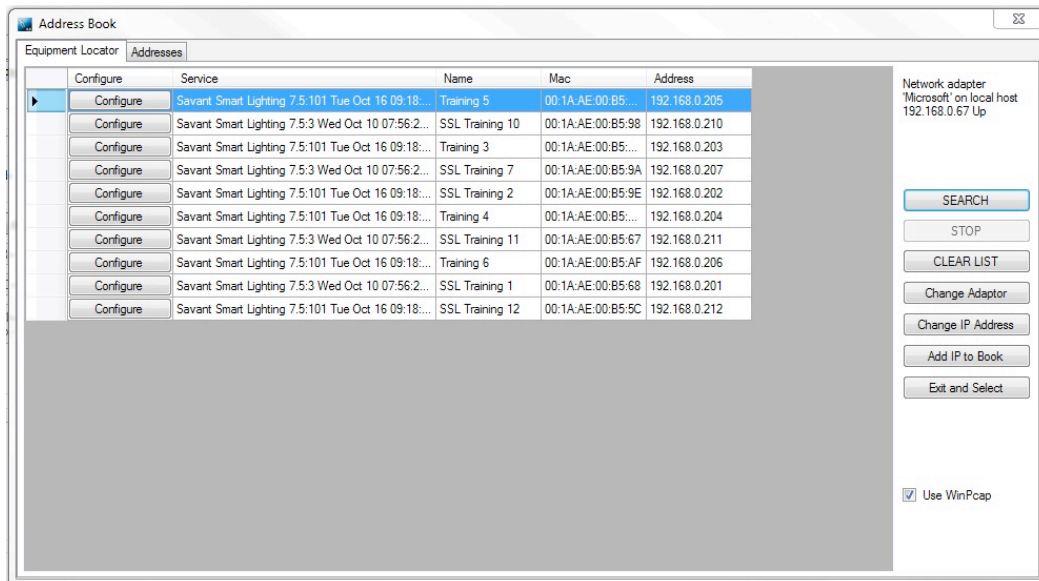 Address Book
Equipment Locator Addresses
Configure Service Name Mac Address
Configure Savant Smart Lighting 7.5:101 Tue Oct 16 09:18:... Training 5 00:1A:AE:00:B5:... 192.168.0.205
Configure Savant Smart Lighting 7.5:3 Wed Oct 10 07:56:2... SSL Training 10 00:1A:AE:00:B5:98 192.168.0.210
Configure Savant Smart Lighting 7.5:101 Tue Oct 16 09:18:... Training 3 00:1A:AE:00:B5:... 192.168.0.203
Configure Savant Smart Lighting 7.5:3 Wed Oct 10 07:56:2... SSL Training 7 00:1A:AE:00:B5:9A 192.168.0.207
Configure Savant Smart Lighting 7.5:101 Tue Oct 16 09:18:... SSL Training 2 00:1A:AE:00:B5:9E 192.168.0.202
Configure Savant Smart Lighting 7.5:101 Tue Oct 16 09:18:... Training 4 00:1A:AE:00:B5:... 192.168.0.204
Configure Savant Smart Lighting 7.5:3 Wed Oct 10 07:56:2... SSL Training 11 00:1A:AE:00:B5:67 192.168.0.211
Configure Savant Smart Lighting 7.5:101 Tue Oct 16 09:18:... Training 6 00:1A:AE:00:B5:AF 192.168.0.206
Configure Savant Smart Lighting 7.5:3 Wed Oct 10 07:56:2... SSL Training 1 00:1A:AE:00:B5:68 192.168.0.201
Configure Savant Smart Lighting 7.5:101 Tue Oct 16 09:18:... SSL Training 12 00:1A:AE:00:B5:5C 192.168.0.212
Network adapter
'Microsoft' on local host
192.168.0.67 Up
SEARCH
STOP
CLEAR LIST
Change Adaptor
Change IP Address
Add IP to Book
Exit and Select
Use WinPcap